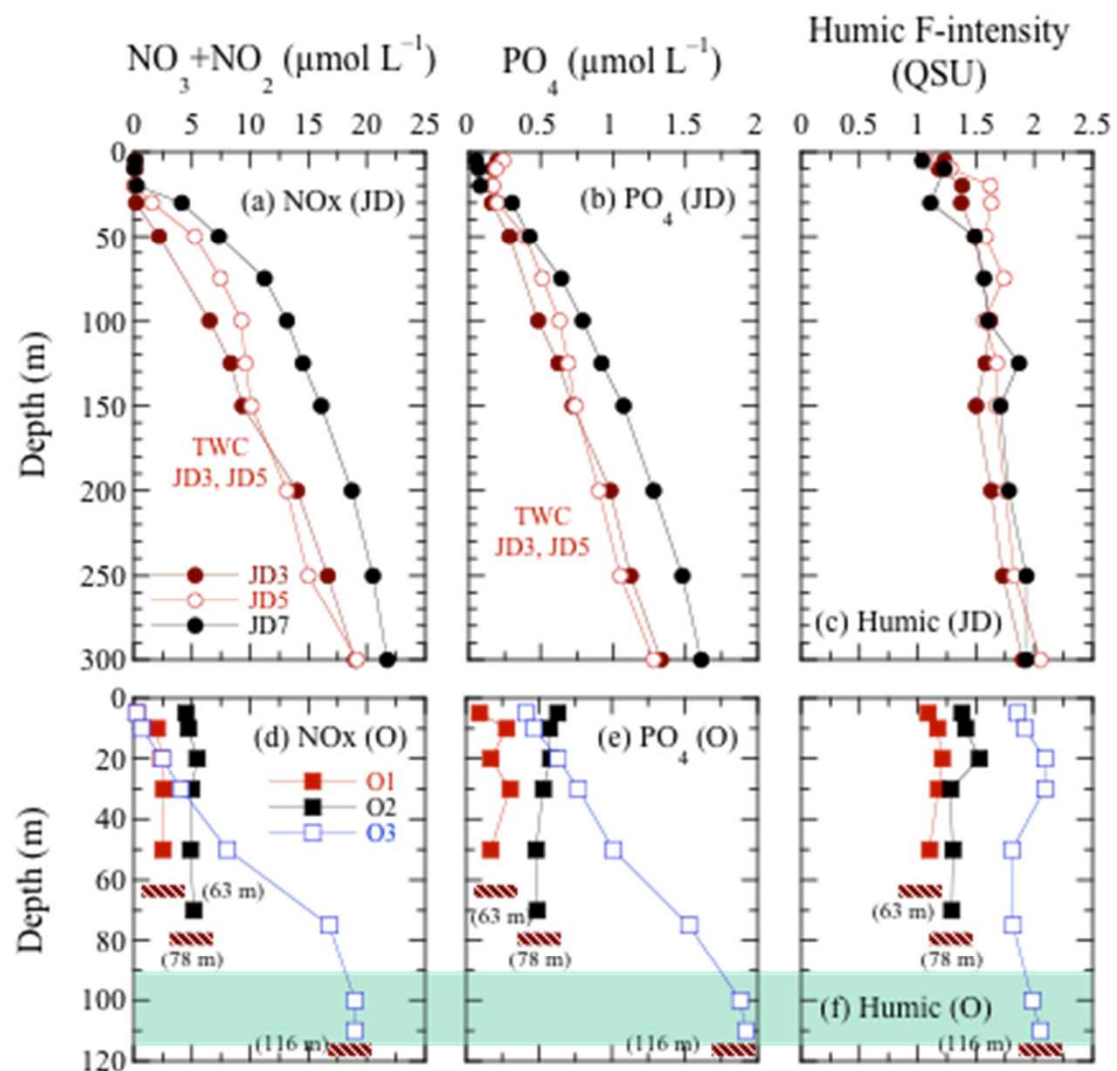 NO3+NO2 (μmol L−1)
PO4 (μmol L−1)
Humic F-intensity
(QSU)
0 5 10 15 20 25
0 0.5 1 1.5 2
0 0.5 1 1.5 2 2.5
Depth (m)
0
50
100
150
200
250
300
(a) NOx (JD)
TWC
JD3, JD5
JD3
JD5
JD7
(b) PO4 (JD)
TWC
JD3, JD5
(c) Humic (JD)
Depth (m)
0
20
40
60
80
100
120
(d) NOx (O)
O1
O2
O3
(63 m)
(78 m)
(116 m)
(e) PO4 (O)
(63 m)
(78 m)
(116 m)
(63 m)
(78 m)
(f) Humic (O)
(116 m)